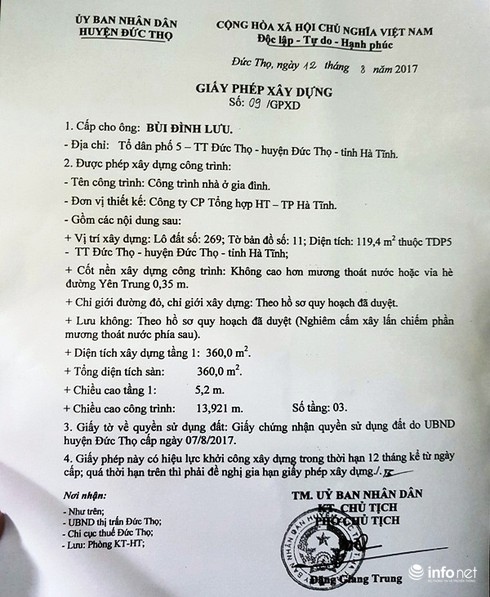 ỦY BAN NHÂN DÂN
HUYỆN ĐỨC THỌ
CỘNG HÒA XÃ HỘI CHỦ NGHĨA VIỆT NAM
Độc lập - Tự do - Hạnh phúc
Đức Thọ, ngày 12 tháng 8 năm 2017
GIẤY PHÉP XÂY DỰNG
Số: 09 /GPXD
1. Cấp cho ông: BÙI ĐÌNH LƯU.
- Địa chỉ: Tổ dân phố 5 – TT Đức Thọ - huyện Đức Thọ - tỉnh Hà Tĩnh.
2. Được phép xây dựng công trình:
- Tên công trình: Công trình nhà ở gia đình.
- Đơn vị thiết kế: Công ty CP Tổng hợp HT – TP Hà Tĩnh.
- Gồm các nội dung sau:
+ Vị trí xây dựng: Lô đất số: 269; Tờ bản đồ số: 11; Diện tích: 119,4 m² thuộc TDP5
- TT Đức Thọ - huyện Đức Thọ - tỉnh Hà Tĩnh;
+ Cốt nền xây dựng công trình: Không cao hơn mương thoát nước hoặc vỉa hè
đường Yên Trung 0,35 m.
+ Chỉ giới đường đỏ, chỉ giới xây dựng: Theo hồ sơ quy hoạch đã duyệt.
+ Lưu không: Theo hồ sơ quy hoạch đã duyệt (Nghiêm cấm xây lấn chiếm phần
mương thoát nước phía sau).
+ Diện tích xây dựng tầng 1: 360,0 m².
+ Tổng diện tích sàn: 360,0 m².
+ Chiều cao tầng 1: 5,2 m.
+ Chiều cao công trình: 13,921 m. Số tầng: 03.
3. Giấy tờ về quyền sử dụng đất: Giấy chứng nhận quyền sử dụng đất do UBND
huyện Đức Thọ cấp ngày 07/8/2017.
4. Giấy phép này có hiệu lực khởi công xây dựng trong thời hạn 12 tháng kể từ ngày
cấp; quá thời hạn trên thì phải đề nghị gia hạn giấy phép xây dựng./.
Nơi nhận:
- Như trên;
- UBND thị trấn Đức Thọ;
- Chi cục thuế Đức Thọ;
- Lưu: Phòng KT-HT;
TM. UỶ BAN NHÂN DÂN
KT. CHỦ TỊCH
PHÓ CHỦ TỊCH
Đặng Giang Trung
infonet